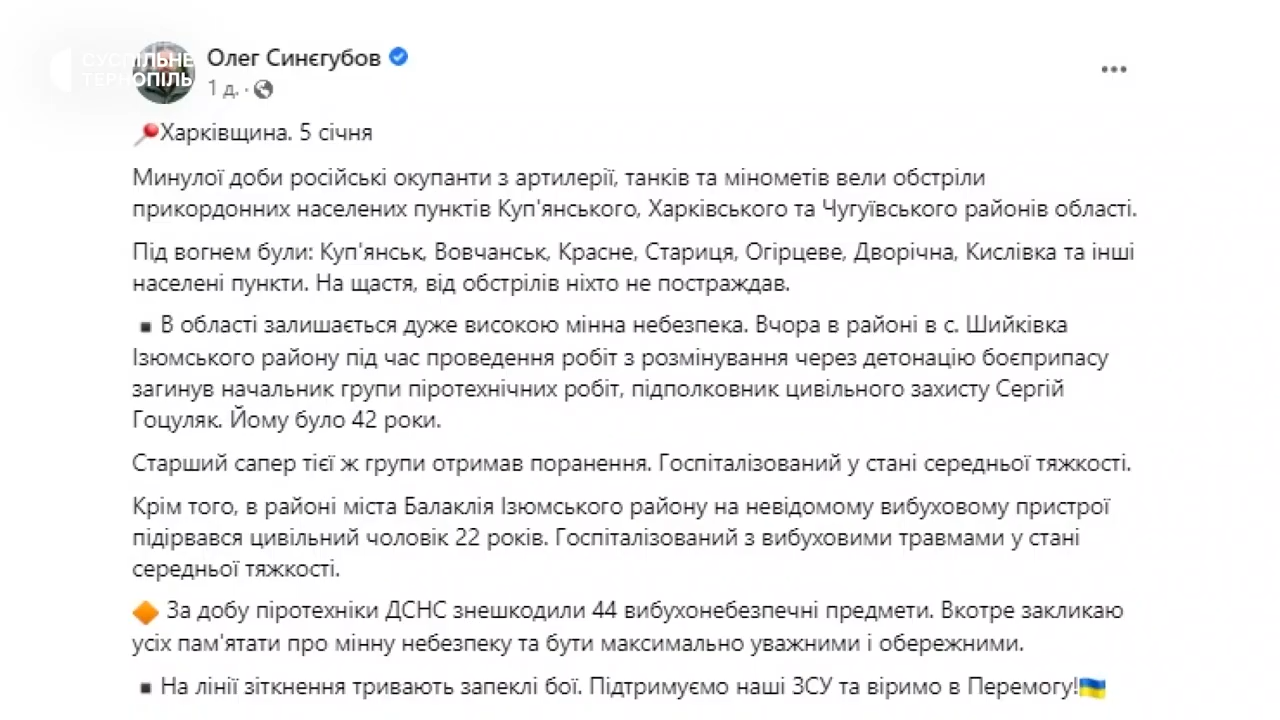 СУСПІЛЬНЕ
ТЕРНОПІЛЬ
Олег Синєгубов
1 д. ·
Харківщина. 5 січня
Минулої доби російські окупанти з артилерії, танків та мінометів вели обстріли
прикордонних населених пунктів Куп'янського, Харківського та Чугуївського районів області.
Під вогнем були: Куп'янськ, Вовчанськ, Красне, Стариця, Огірцеве, Дворічна, Кислівка та інші
населені пункти. На щастя, від обстрілів ніхто не постраждав.
▪В області залишається дуже високою мінна небезпека. Вчора в районі в с. Шийківка
Ізюмського району під час проведення робіт з розмінування через детонацію боєприпасу
загинув начальник групи піротехнічних робіт, підполковник цивільного захисту Сергій
Гоцуляк. Йому було 42 роки.
Старший сапер тієї ж групи отримав поранення. Госпіталізований у стані середньої тяжкості.
Крім того, в районі міста Балаклія Ізюмського району на невідомому вибуховому пристрої
підірвався цивільний чоловік 22 років. Госпіталізований з вибуховими травмами у стані
середньої тяжкості.
🔶 За добу піротехніки ДСНС знешкодили 44 вибухонебезпечні предмети. Вкотре закликаю
усіх пам'ятати про мінну небезпеку та бути максимально уважними і обережними.
▪На лінії зіткнення тривають запеклі бої. Підтримуємо наші ЗСУ та віримо в Перемогу!🇺🇦